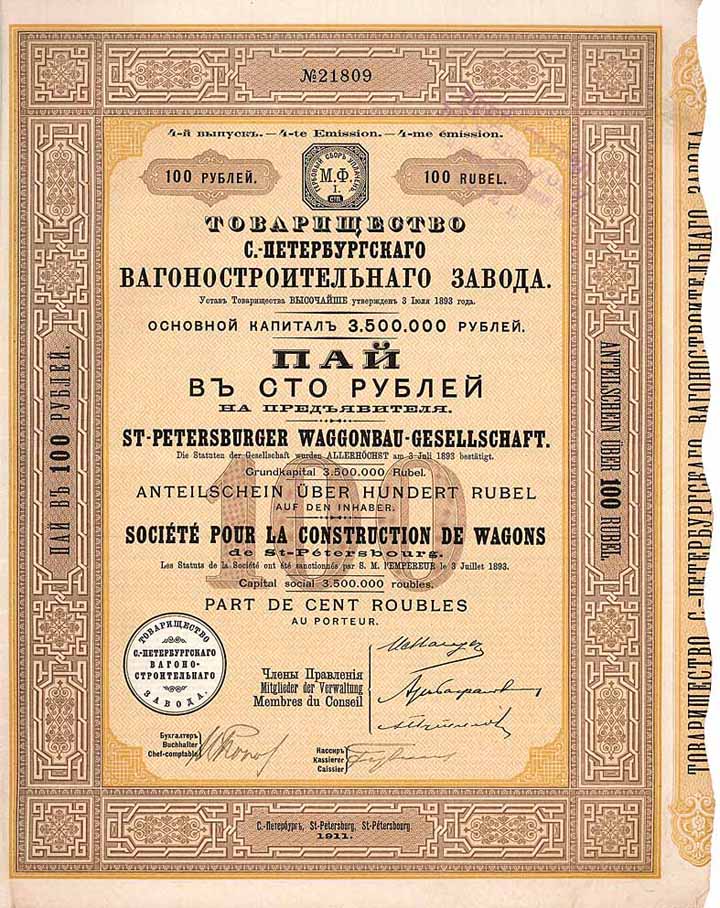 №21809
4-й выпускъ. — 4-te Emission. — 4-me émission.
100 РУБЛЕЙ.
ГЕРБОВЫЙ СБОРЪ УПЛАЧЕНЪ
М.Ф.
I.
СПБ
100 RUBEL.
ТОВАРИЩЕСТВО
С.-ПЕТЕРБУРГСКАГО
ВАГОНОСТРОИТЕЛЬНАГО ЗАВОДА.
Уставъ Товарищества ВЫСОЧАЙШЕ утвержденъ 3 Іюля 1893 года.
ОСНОВНОЙ КАПИТАЛЪ 3.500.000 РУБЛЕЙ.
ПАЙ
ВЪ СТО РУБЛЕЙ
НА ПРЕДЪЯВИТЕЛЯ.
ST-PETERSBURGER WAGGONBAU-GESELLSCHAFT.
Die Statuten der Gesellschaft wurden ALLERHÖCHST am 3 Juli 1893 bestätigt.
Grundkapital 3.500.000 Rubel.
100
ANTEILSCHEIN ÜBER HUNDERT RUBEL
AUF DEN INHABER.
SOCIÉTÉ POUR LA CONSTRUCTION DE WAGONS
de St-Pétersbourg.
Les Statuts de la Société ont été sanctionnés par S. M. l'EMPEREUR le 3 Juillet 1893.
Capital social 3.500.000 roubles.
PART DE CENT ROUBLES
AU PORTEUR.
ТОВАРИЩЕСТВО
С.-ПЕТЕРБУРГСКАГО
ВАГОНО-
СТРОИТЕЛЬНАГО
ЗАВОДА.
Члены Правленія
Mitglieder der Verwaltung
Membres du Conseil
Бухгалтеръ
Buchhalter
Chef-comptable
Кассиръ
Kassierer
Caissier
С.-Петербургъ, St-Petersburg, St-Pétersbourg.
1911.
ПАЙ ВЪ 100 РУБЛЕЙ.
ANTEILSCHEIN ÜBER 100 RUBEL.
ТОВАРИЩЕСТВО С.-ПЕТЕРБУРГСКАГО ВАГОНОСТРОИТЕЛЬНАГО ЗАВОДА